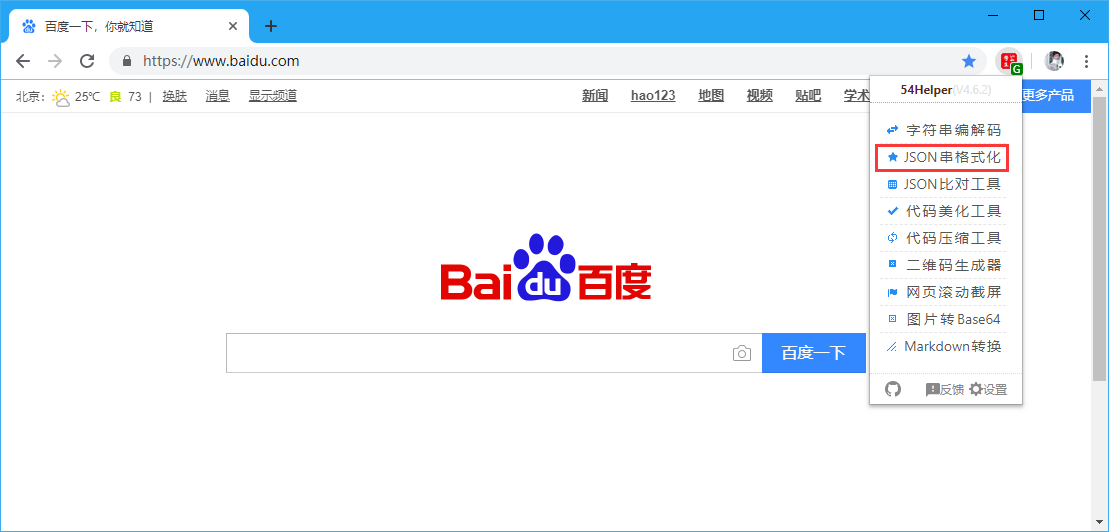 百度一下，你就知道
https://www.baidu.com
北京: 25℃ 良 73 | 换肤 消息 显示频道
新闻 hao123 地图 视频 贴吧 学术 更多产品
G
54Helper(V4.6.2)
字符串编解码
JSON串格式化
JSON比对工具
代码美化工具
代码压缩工具
二维码生成器
网页滚动截屏
图片转Base64
Markdown转换
反馈 设置
Bai du 百度
百度一下